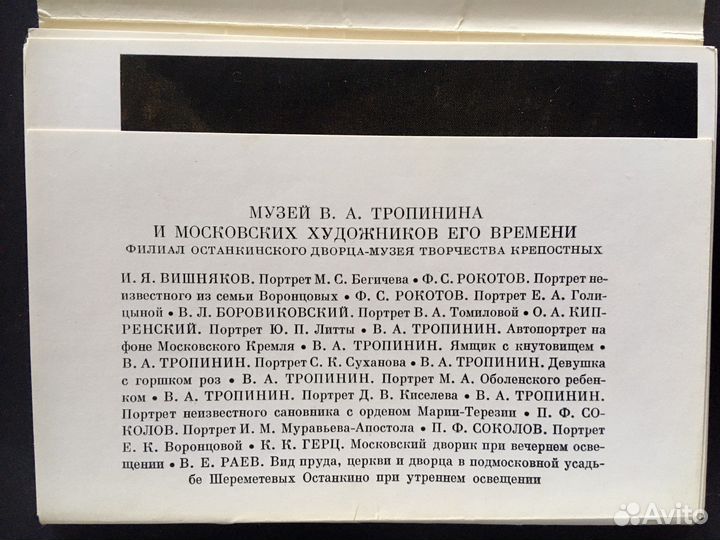 МУЗЕЙ В. А. ТРОПИНИНА
И МОСКОВСКИХ ХУДОЖНИКОВ ЕГО ВРЕМЕНИ
ФИЛИАЛ ОСТАНКИНСКОГО ДВОРЦА-МУЗЕЯ ТВОРЧЕСТВА КРЕПОСТНЫХ
И. Я. ВИШНЯКОВ. Портрет М. С. Бегичева • Ф. С. РОКОТОВ. Портрет не-
известного из семьи Воронцовых • Ф. С. РОКОТОВ. Портрет Е. А. Голи-
цыной • В. Л. БОРОВИКОВСКИЙ. Портрет В. А. Томиловой • О. А. КИП-
РЕНСКИЙ. Портрет Ю. П. Литты • В. А. ТРОПИНИН. Автопортрет на
фоне Московского Кремля • В. А. ТРОПИНИН. Ямщик с кнутовищем •
В. А. ТРОПИНИН. Портрет С. К. Суханова • В. А. ТРОПИНИН. Девушка
с горшком роз • В. А. ТРОПИНИН. Портрет М. А. Оболенского ребен-
ком • В. А. ТРОПИНИН. Портрет Д. В. Киселева • В. А. ТРОПИНИН.
Портрет неизвестного сановника с орденом Марии-Терезии • П. Ф. СО-
КОЛОВ. Портрет И. М. Муравьева-Апостола • П. Ф. СОКОЛОВ. Портрет
Е. К. Воронцовой • К. К. ГЕРЦ. Московский дворик при вечернем осве-
щении • В. Е. РАЕВ. Вид пруда, церкви и дворца в подмосковной усадь-
бе Шереметевых Останкино при утреннем освещении
Avito